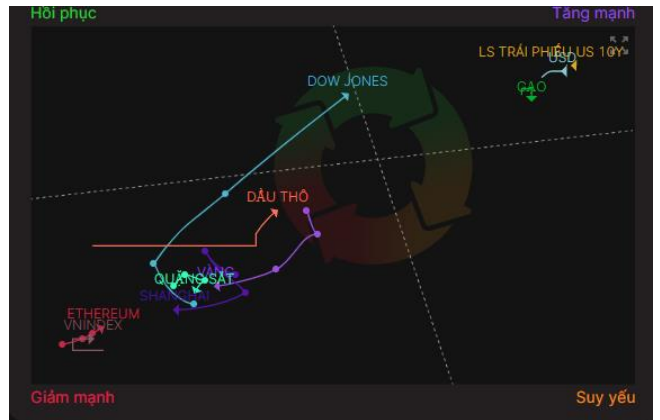 Hồi phục
Tăng mạnh
LS TRÁI PHIẾU US 10Y
USD
GẠO
DOW JONES
DẦU THÔ
VÀNG
QUẶNG SẮT
SHANGHAI
ETHEREUM
VNINDEX
Giảm mạnh
Suy yếu